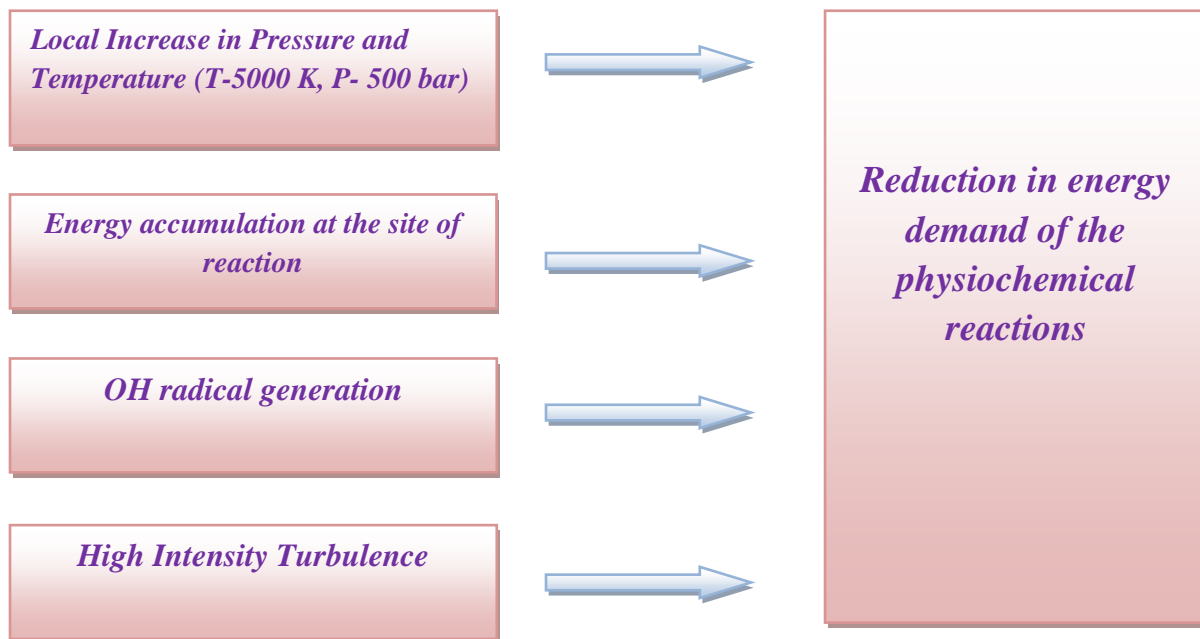 Local Increase in Pressure and
Temperature (T-5000 K, P- 500 bar)
Energy accumulation at the site of
reaction
OH radical generation
High Intensity Turbulence
Reduction in energy
demand of the
physiochemical
reactions